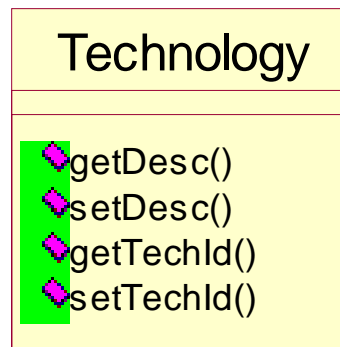 Technology
getDesc()
setDesc()
getTechId()
setTechId()